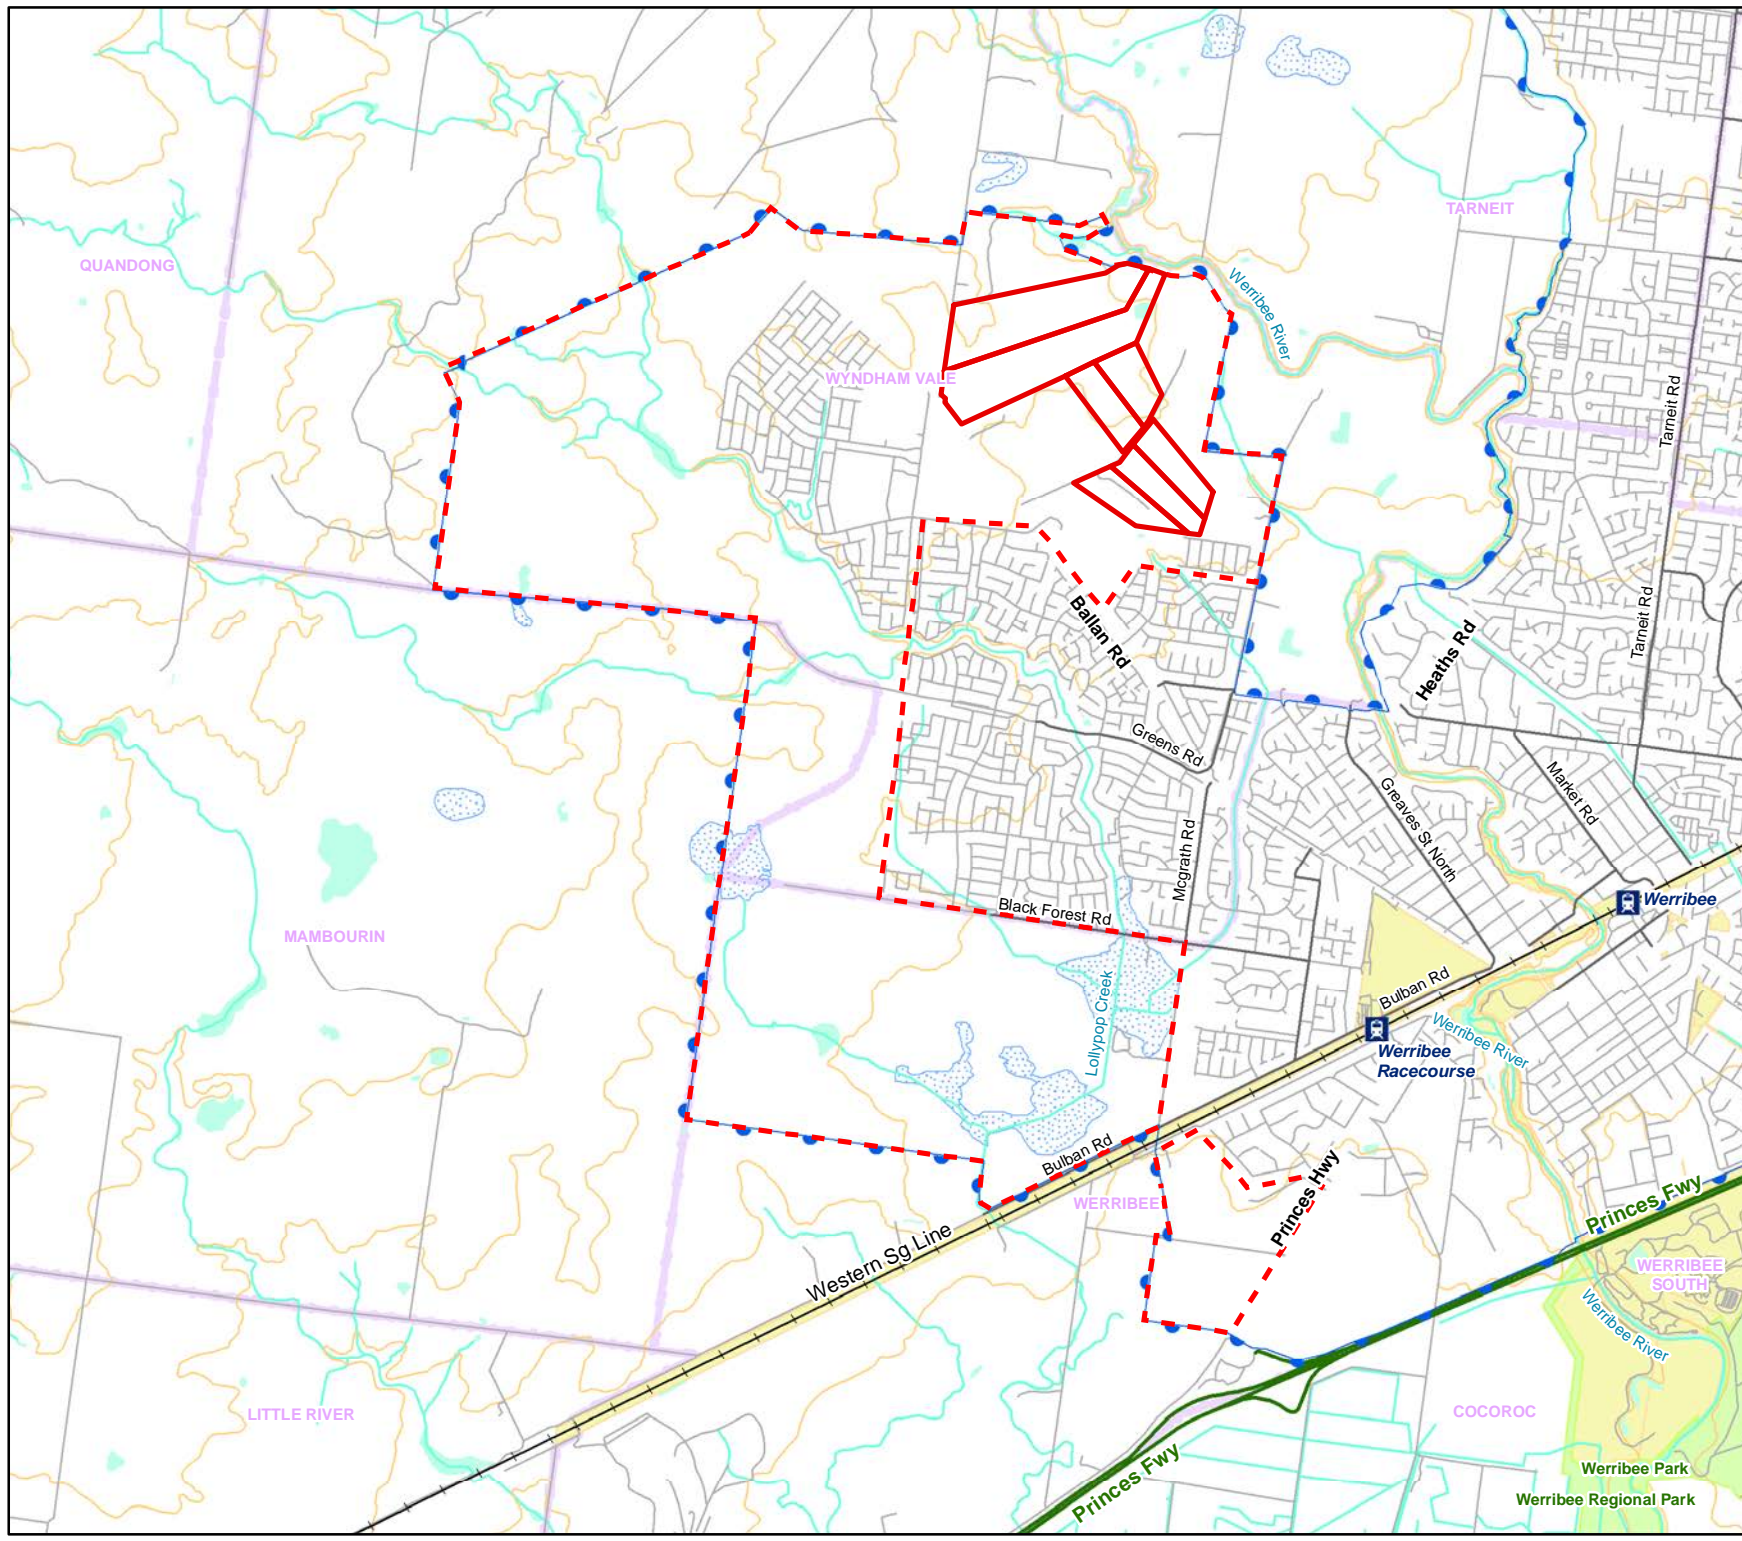 TARNEIT
QUANDONG
Werribee River
WYNDHAM VALE
Tarneit Rd
Tarneit Rd
Ballan Rd
Heaths Rd
Greens Rd
Market Rd
Greaves St North
Mcgrath Rd
Werribee
Black Forest Rd
MAMBOURIN
Bulban Rd
Lollypop Creek
Werribee River
Werribee
Racecourse
Bulban Rd
WERRIBEE
Princes Hwy
Princes Fwy
Western Sg Line
WERRIBEE
SOUTH
Werribee River
LITTLE RIVER
COCOROC
Princes Fwy
Werribee Park
Werribee Regional Park